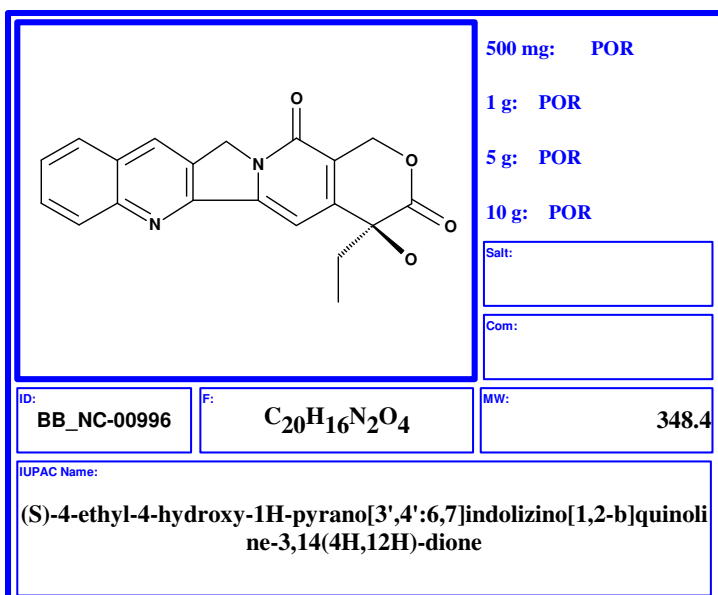 500 mg: POR
1 g: POR
5 g: POR
10 g: POR
O
N
O
O
N
O
O
Salt:
Com:
ID:
BB_NC-00996
F:
C20H16N2O4
MW:
348.4
IUPAC Name:
(S)-4-ethyl-4-hydroxy-1H-pyrano[3',4':6,7]indolizino[1,2-b]quinoli
ne-3,14(4H,12H)-dione